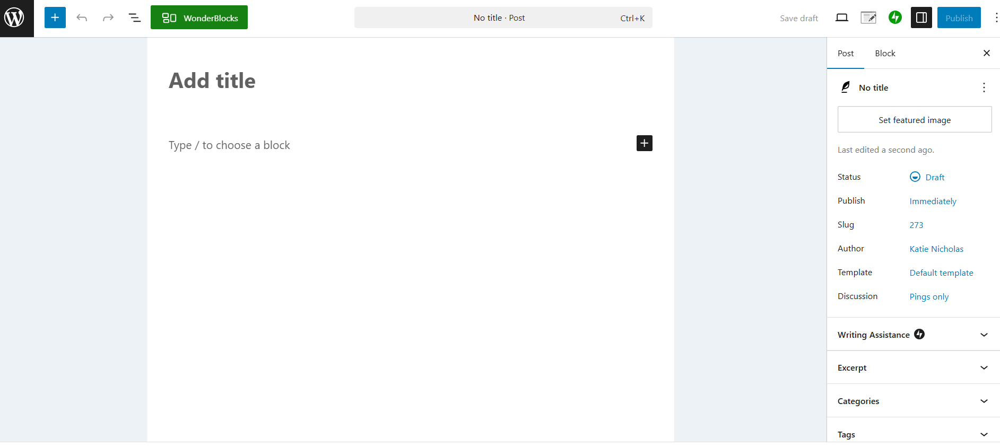 WonderBlocks
No title · Post
Ctrl+K
Save draft
Publish
Add title
Type / to choose a block
Post
Block
No title
Set featured image
Last edited a second ago.
Status
Draft
Publish
Immediately
Slug
273
Author
Katie Nicholas
Template
Default template
Discussion
Pings only
Writing Assistance
Excerpt
Categories
Tags